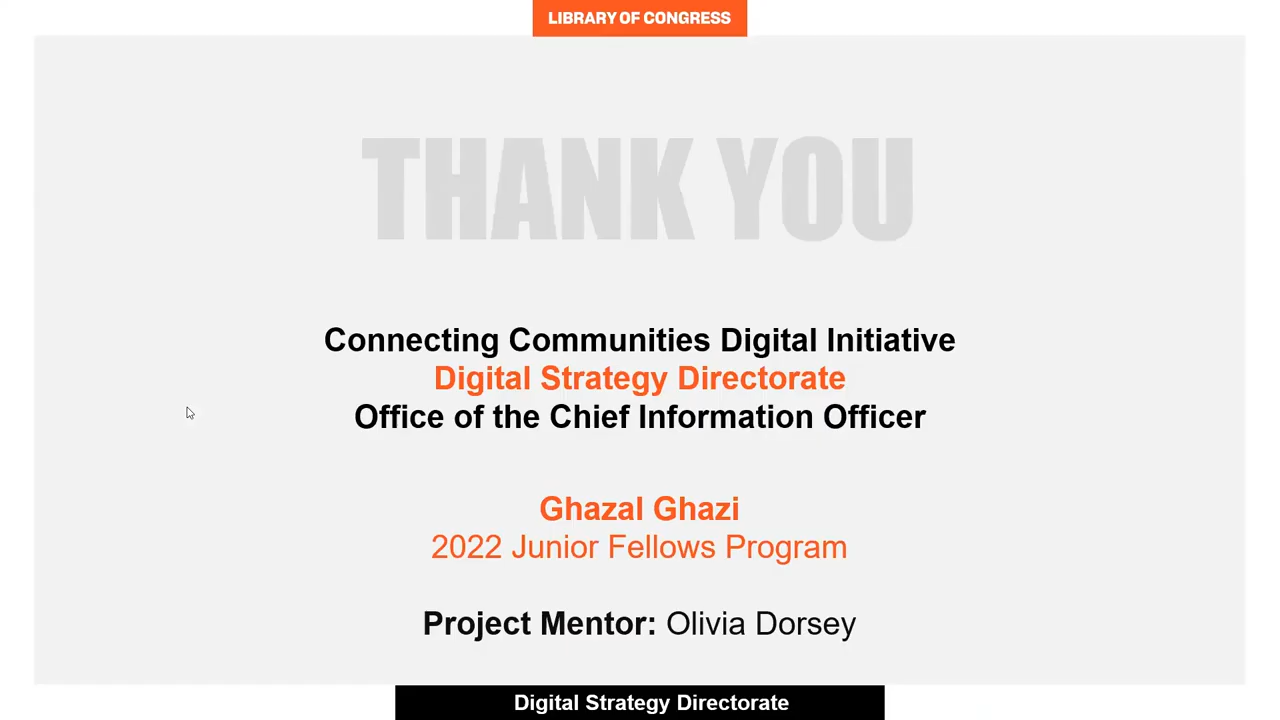 LIBRARY OF CONGRESS
THANK YOU
Connecting Communities Digital Initiative
Digital Strategy Directorate
Office of the Chief Information Officer
Ghazal Ghazi
2022 Junior Fellows Program
Project Mentor: Olivia Dorsey
Digital Strategy Directorate